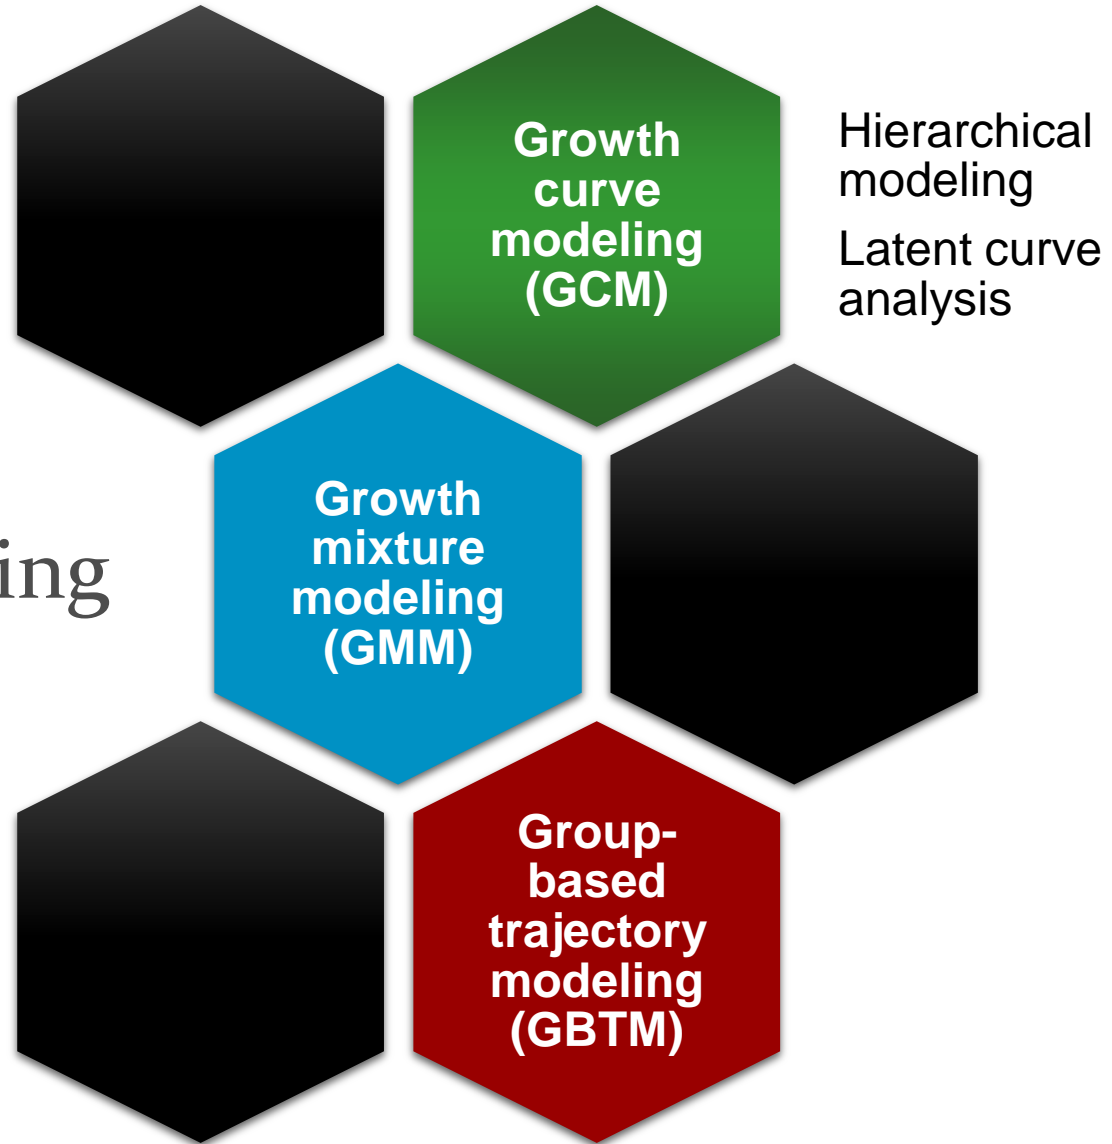 Growth
curve
modeling
(GCM)
Hierarchical
modeling
Latent curve
analysis
Growth
mixture
modeling
(GMM)
ing
Group-
based
trajectory
modeling
(GBTM)